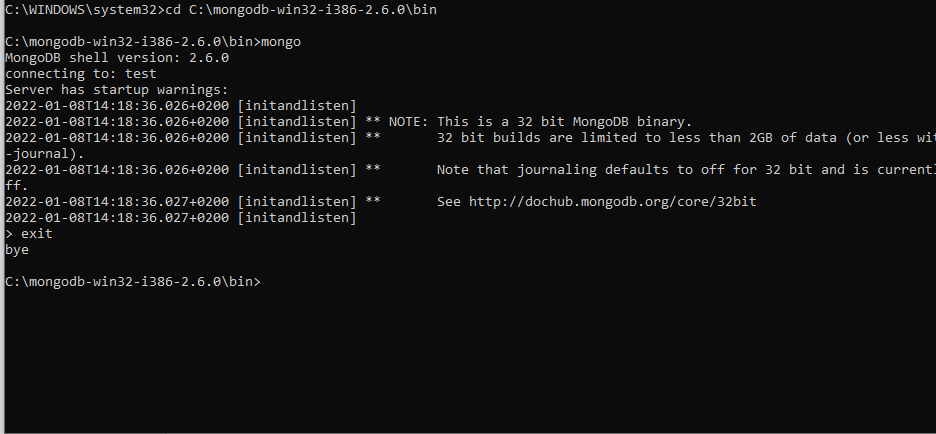 C:\WINDOWS\system32>cd C:\mongodb-win32-i386-2.6.0\bin
C:\mongodb-win32-i386-2.6.0\bin>mongo
MongoDB shell version: 2.6.0
connecting to: test
Server has startup warnings:
2022-01-08T14:18:36.026+0200 [initandlisten]
2022-01-08T14:18:36.026+0200 [initandlisten] ** NOTE: This is a 32 bit MongoDB binary.
2022-01-08T14:18:36.026+0200 [initandlisten] **       32 bit builds are limited to less than 2GB of data (or less wit
-journal).
2022-01-08T14:18:36.026+0200 [initandlisten] **       Note that journaling defaults to off for 32 bit and is currentl
ff.
2022-01-08T14:18:36.027+0200 [initandlisten] **       See http://dochub.mongodb.org/core/32bit
2022-01-08T14:18:36.027+0200 [initandlisten]
> exit
bye
C:\mongodb-win32-i386-2.6.0\bin>